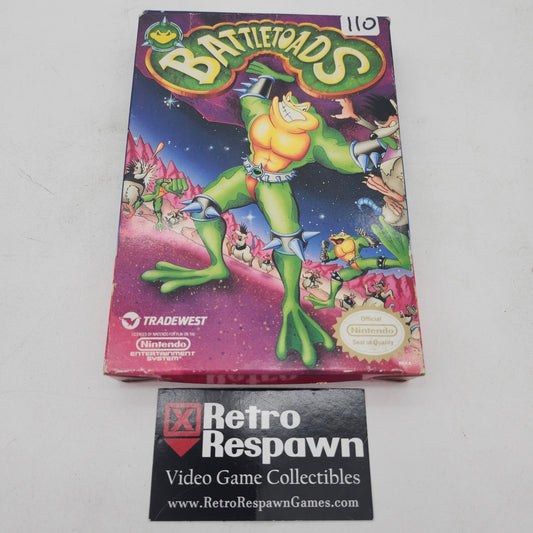 110
BATTLETOADS
TRADEWEST
LICENSED BY NINTENDO FOR PLAY ON THE
Nintendo
ENTERTAINMENT
SYSTEM
Official
Nintendo
Seal of Quality
Retro
Respawn
Video Game Collectibles
www.RetroRespawnGames.com